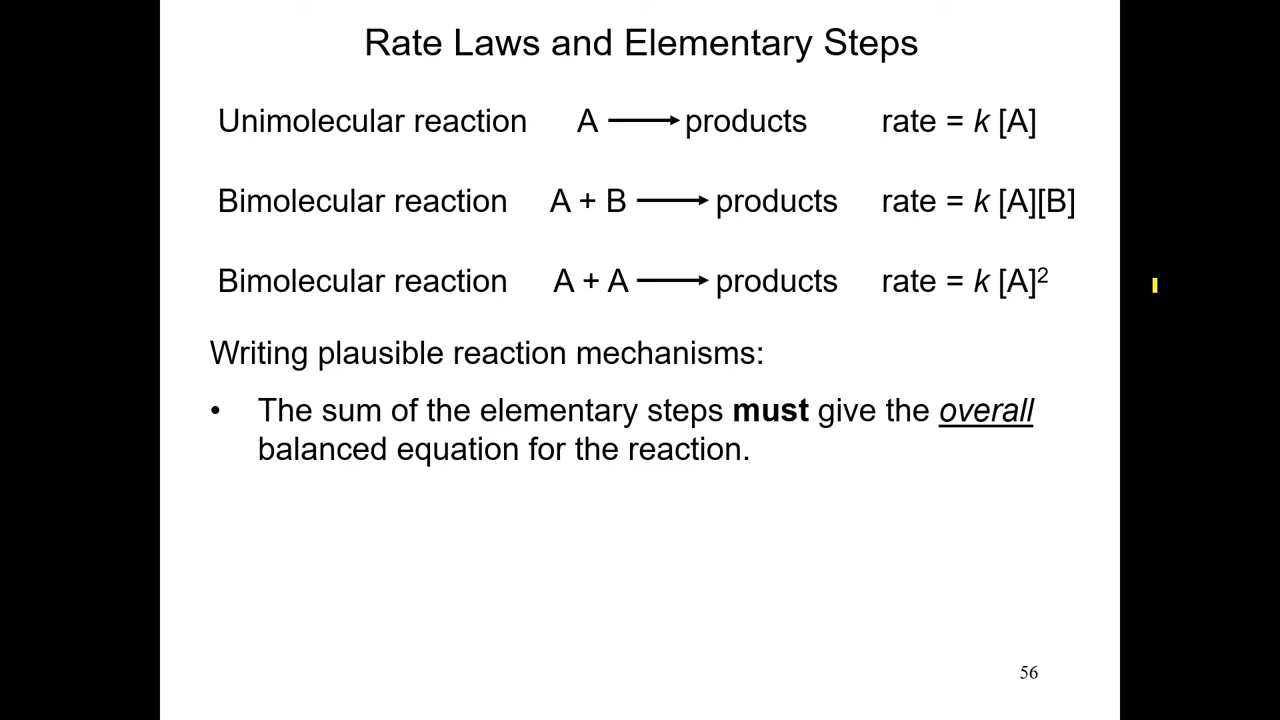 Rate Laws and Elementary Steps
Unimolecular reaction A ⟶ products rate = k [A]
Bimolecular reaction A + B ⟶ products rate = k [A][B]
Bimolecular reaction A + A ⟶ products rate = k [A]²
Writing plausible reaction mechanisms:
• The sum of the elementary steps must give the overall
balanced equation for the reaction.
56